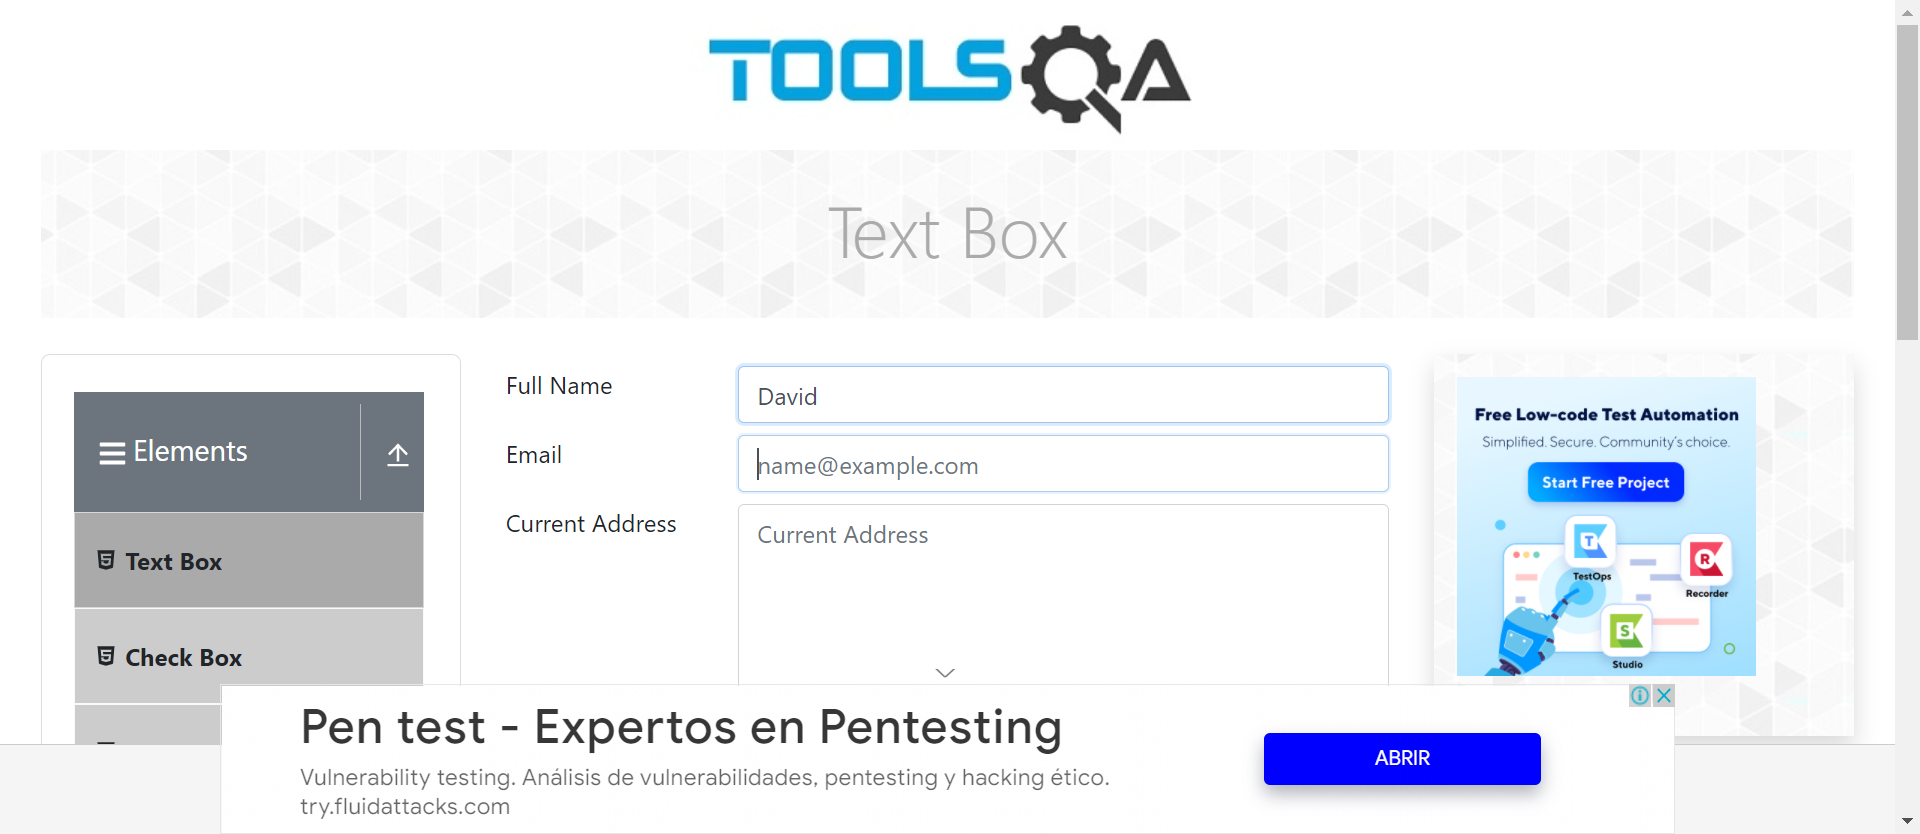 TOOLSQA
Text Box
Elements
Text Box
Check Box
Full Name
David
Email
name@example.com
Current Address
Current Address
Free Low-code Test Automation
Simplified. Secure. Community's choice.
Start Free Project
TestOps
Recorder
Studio
Pen test - Expertos en Pentesting
Vulnerability testing. Análisis de vulnerabilidades, pentesting y hacking ético.
try.fluidattacks.com
ABRIR